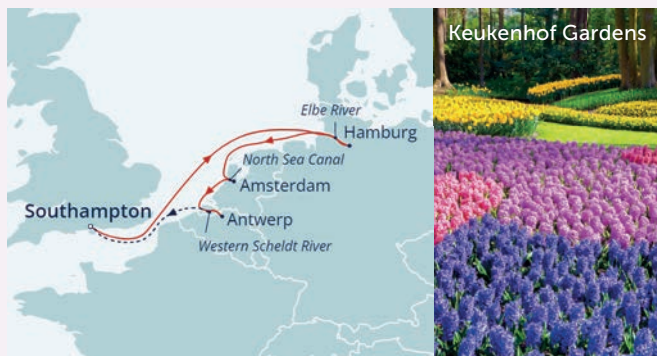 Keukenhof Gardens
Elbe River
Hamburg
North Sea Canal
Amsterdam
Southampton
Antwerp
Western Scheldt River